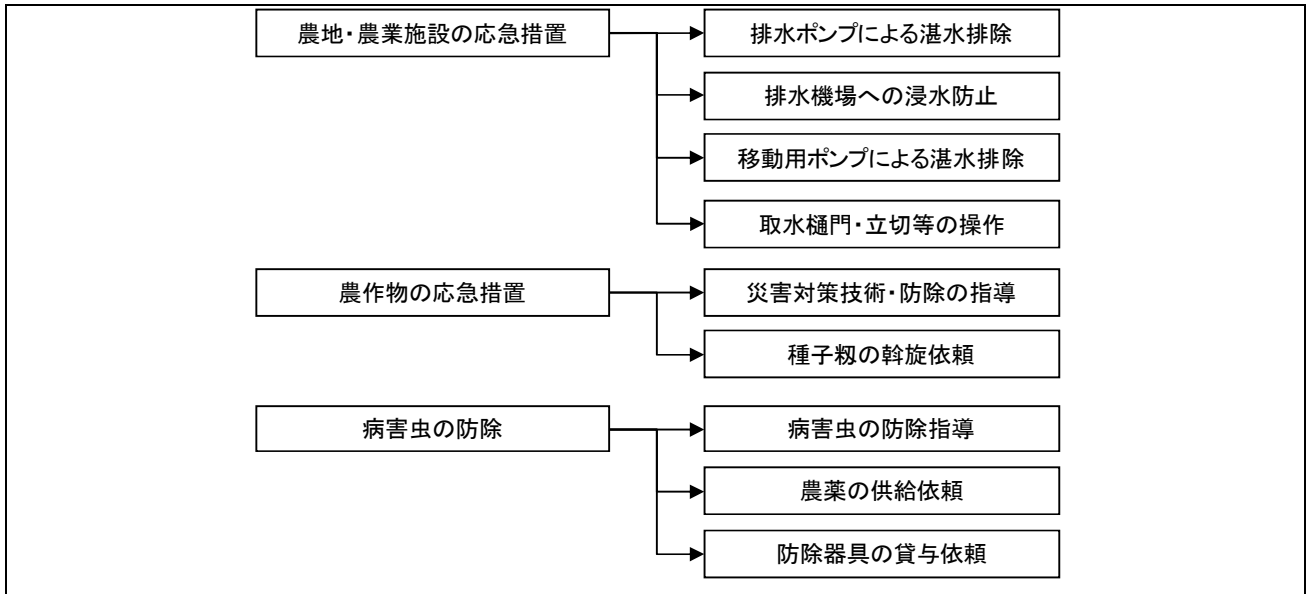 農地・農業施設の応急措置
排水ポンプによる湛水排除
排水機場への浸水防止
移動用ポンプによる湛水排除
取水樋門・立切等の操作
農作物の応急措置
災害対策技術・防除の指導
種子籾の斡旋依頼
病害虫の防除
病害虫の防除指導
農薬の供給依頼
防除器具の貸与依頼